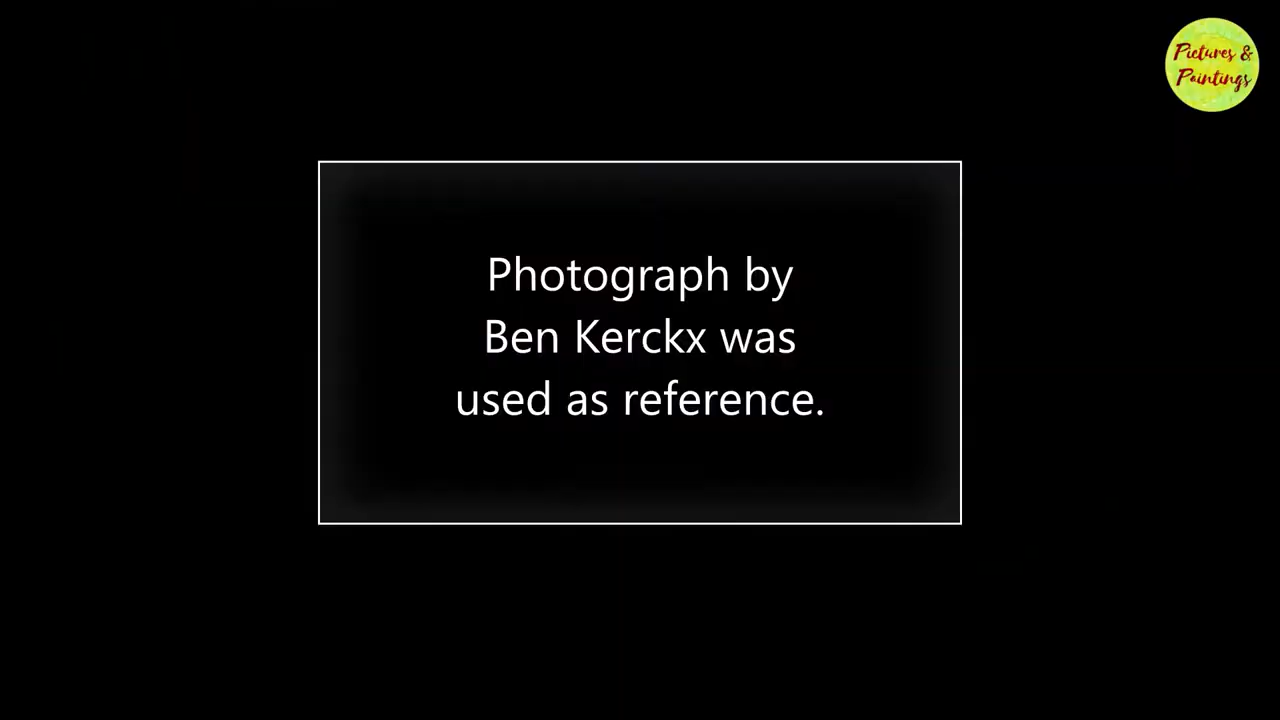 Pictures &
Paintings
Photograph by
Ben Kerckx was
used as reference.